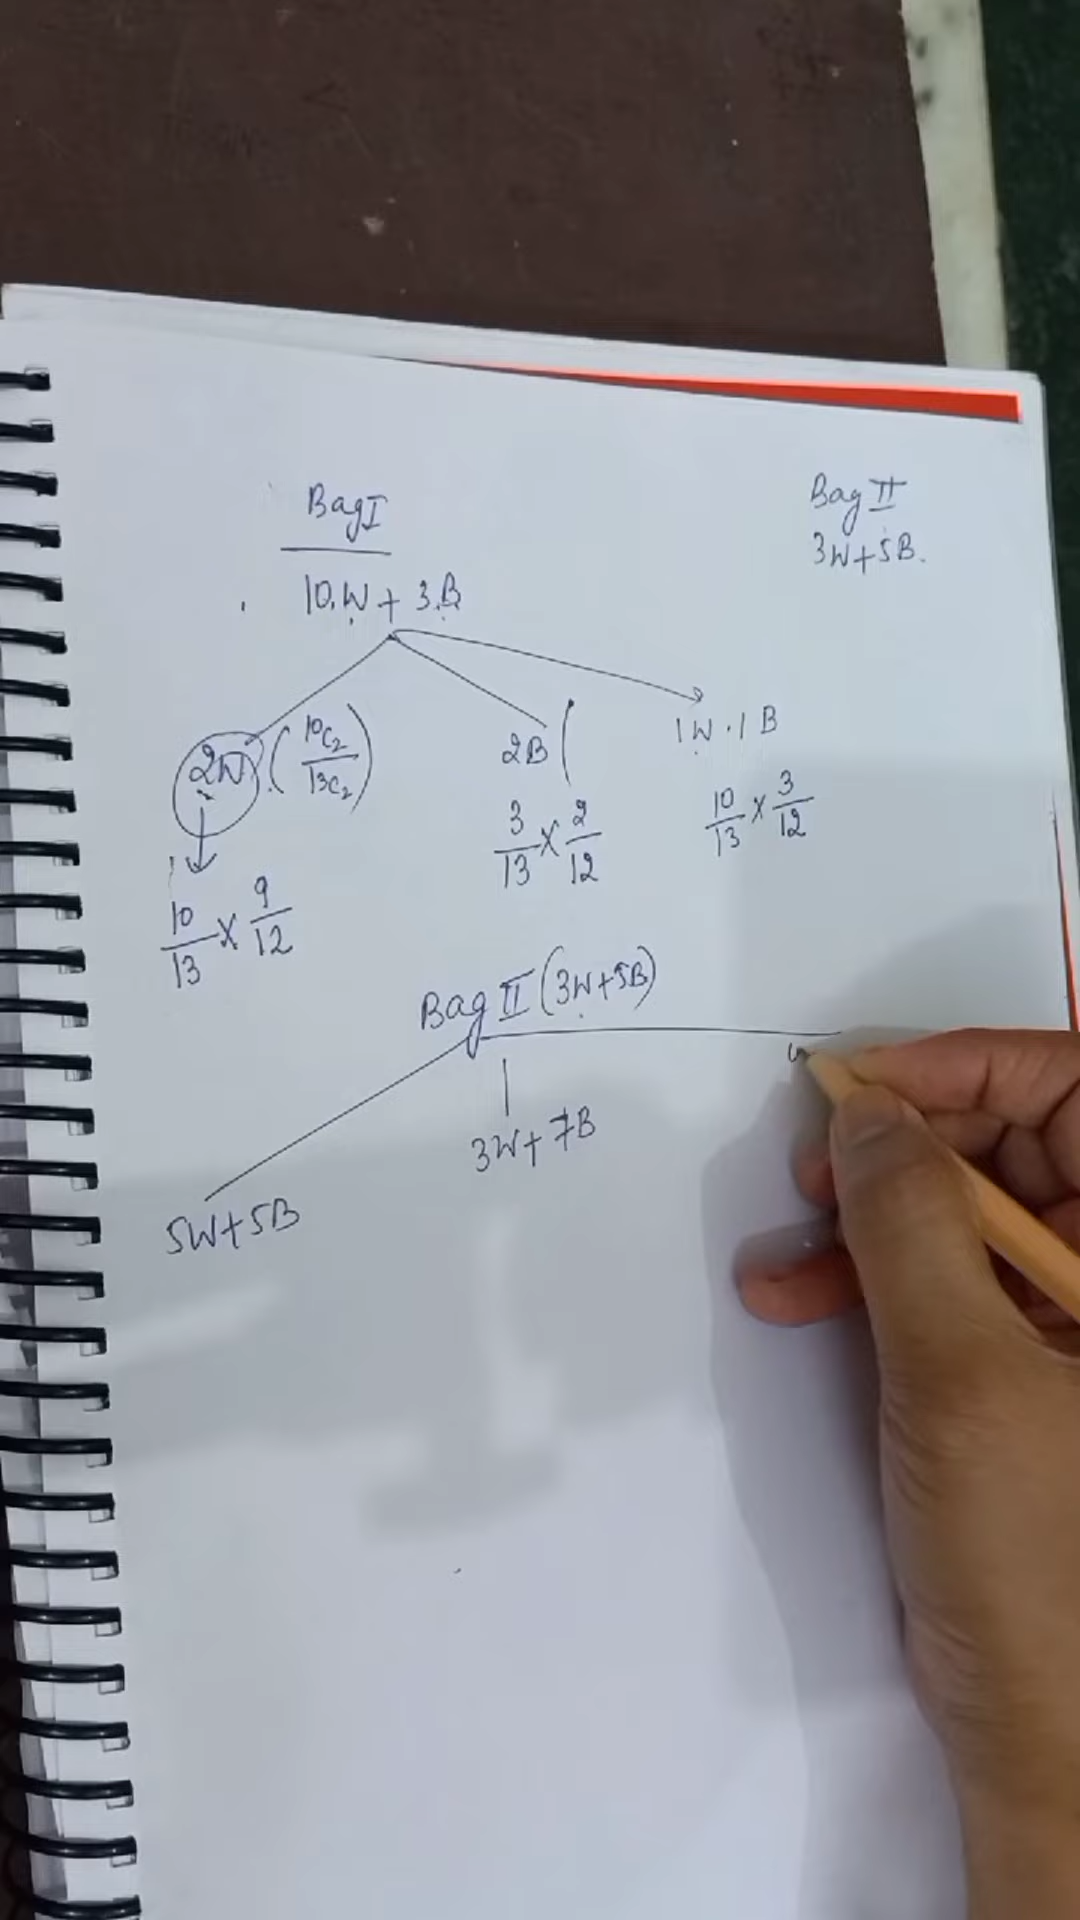 Bag I
Bag II
3W+5B.
10.W + 3.B
2W. (10C2/13C2)
2B (
1W.1B
10/13 × 9/12
3/13 × 2/12
10/13 × 3/12
Bag II (3W+5B)
3W+7B
5W+5B